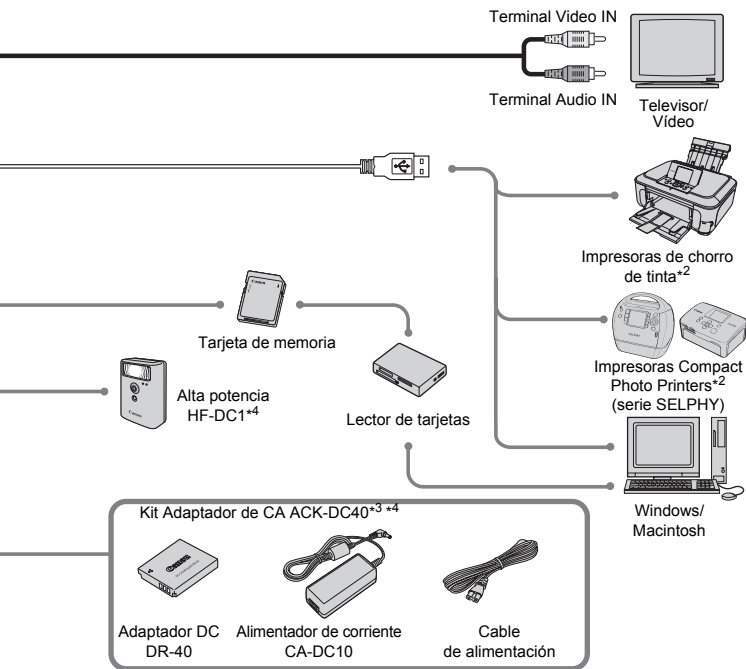 Terminal Video IN
Terminal Audio IN
Televisor/
Vídeo
Impresoras de chorro
de tinta*2
Tarjeta de memoria
Impresoras Compact
Photo Printers*2
(serie SELPHY)
Alta potencia
HF-DC1*4
Lector de tarjetas
Windows/
Macintosh
Kit Adaptador de CA ACK-DC40*3 *4
Canon
Adaptador DC
DR-40
Alimentador de corriente
CA-DC10
Cable
de alimentación